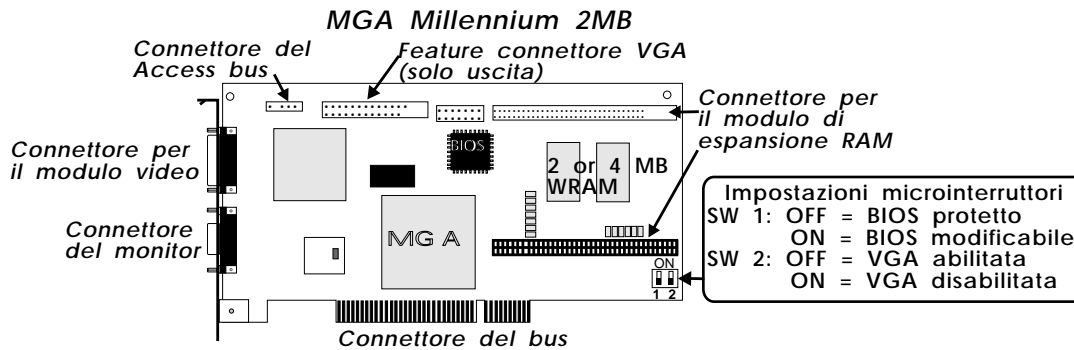 MGA Millennium 2MB
Connettore del
Access bus
Feature connettore VGA
(solo uscita)
Connettore per
il modulo di
espansione RAM
Connettore per
il modulo video
BIOS
2 or 4 MB
WRAM
Connettore
del monitor
MGA
Impostazioni microinterruttori
SW 1: OFF = BIOS protetto
ON = BIOS modificabile
SW 2: OFF = VGA abilitata
ON = VGA disabilitata
ON
1 2
Connettore del bus